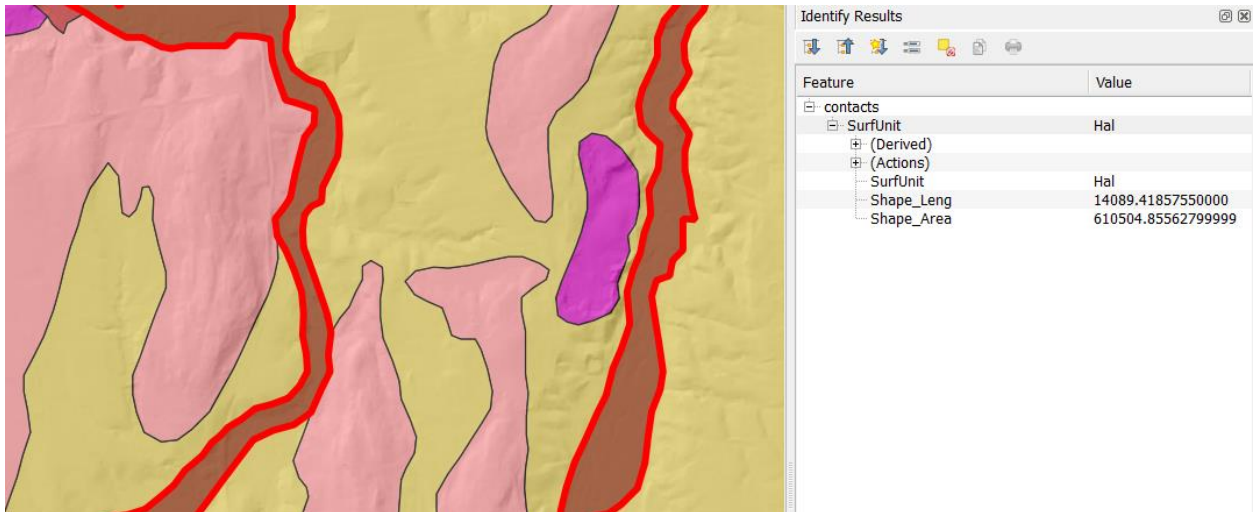 Identify Results
Feature Value
contacts
SurfUnit Hal
(Derived)
(Actions)
SurfUnit Hal
Shape_Leng 14089.41857550000
Shape_Area 610504.85562799999